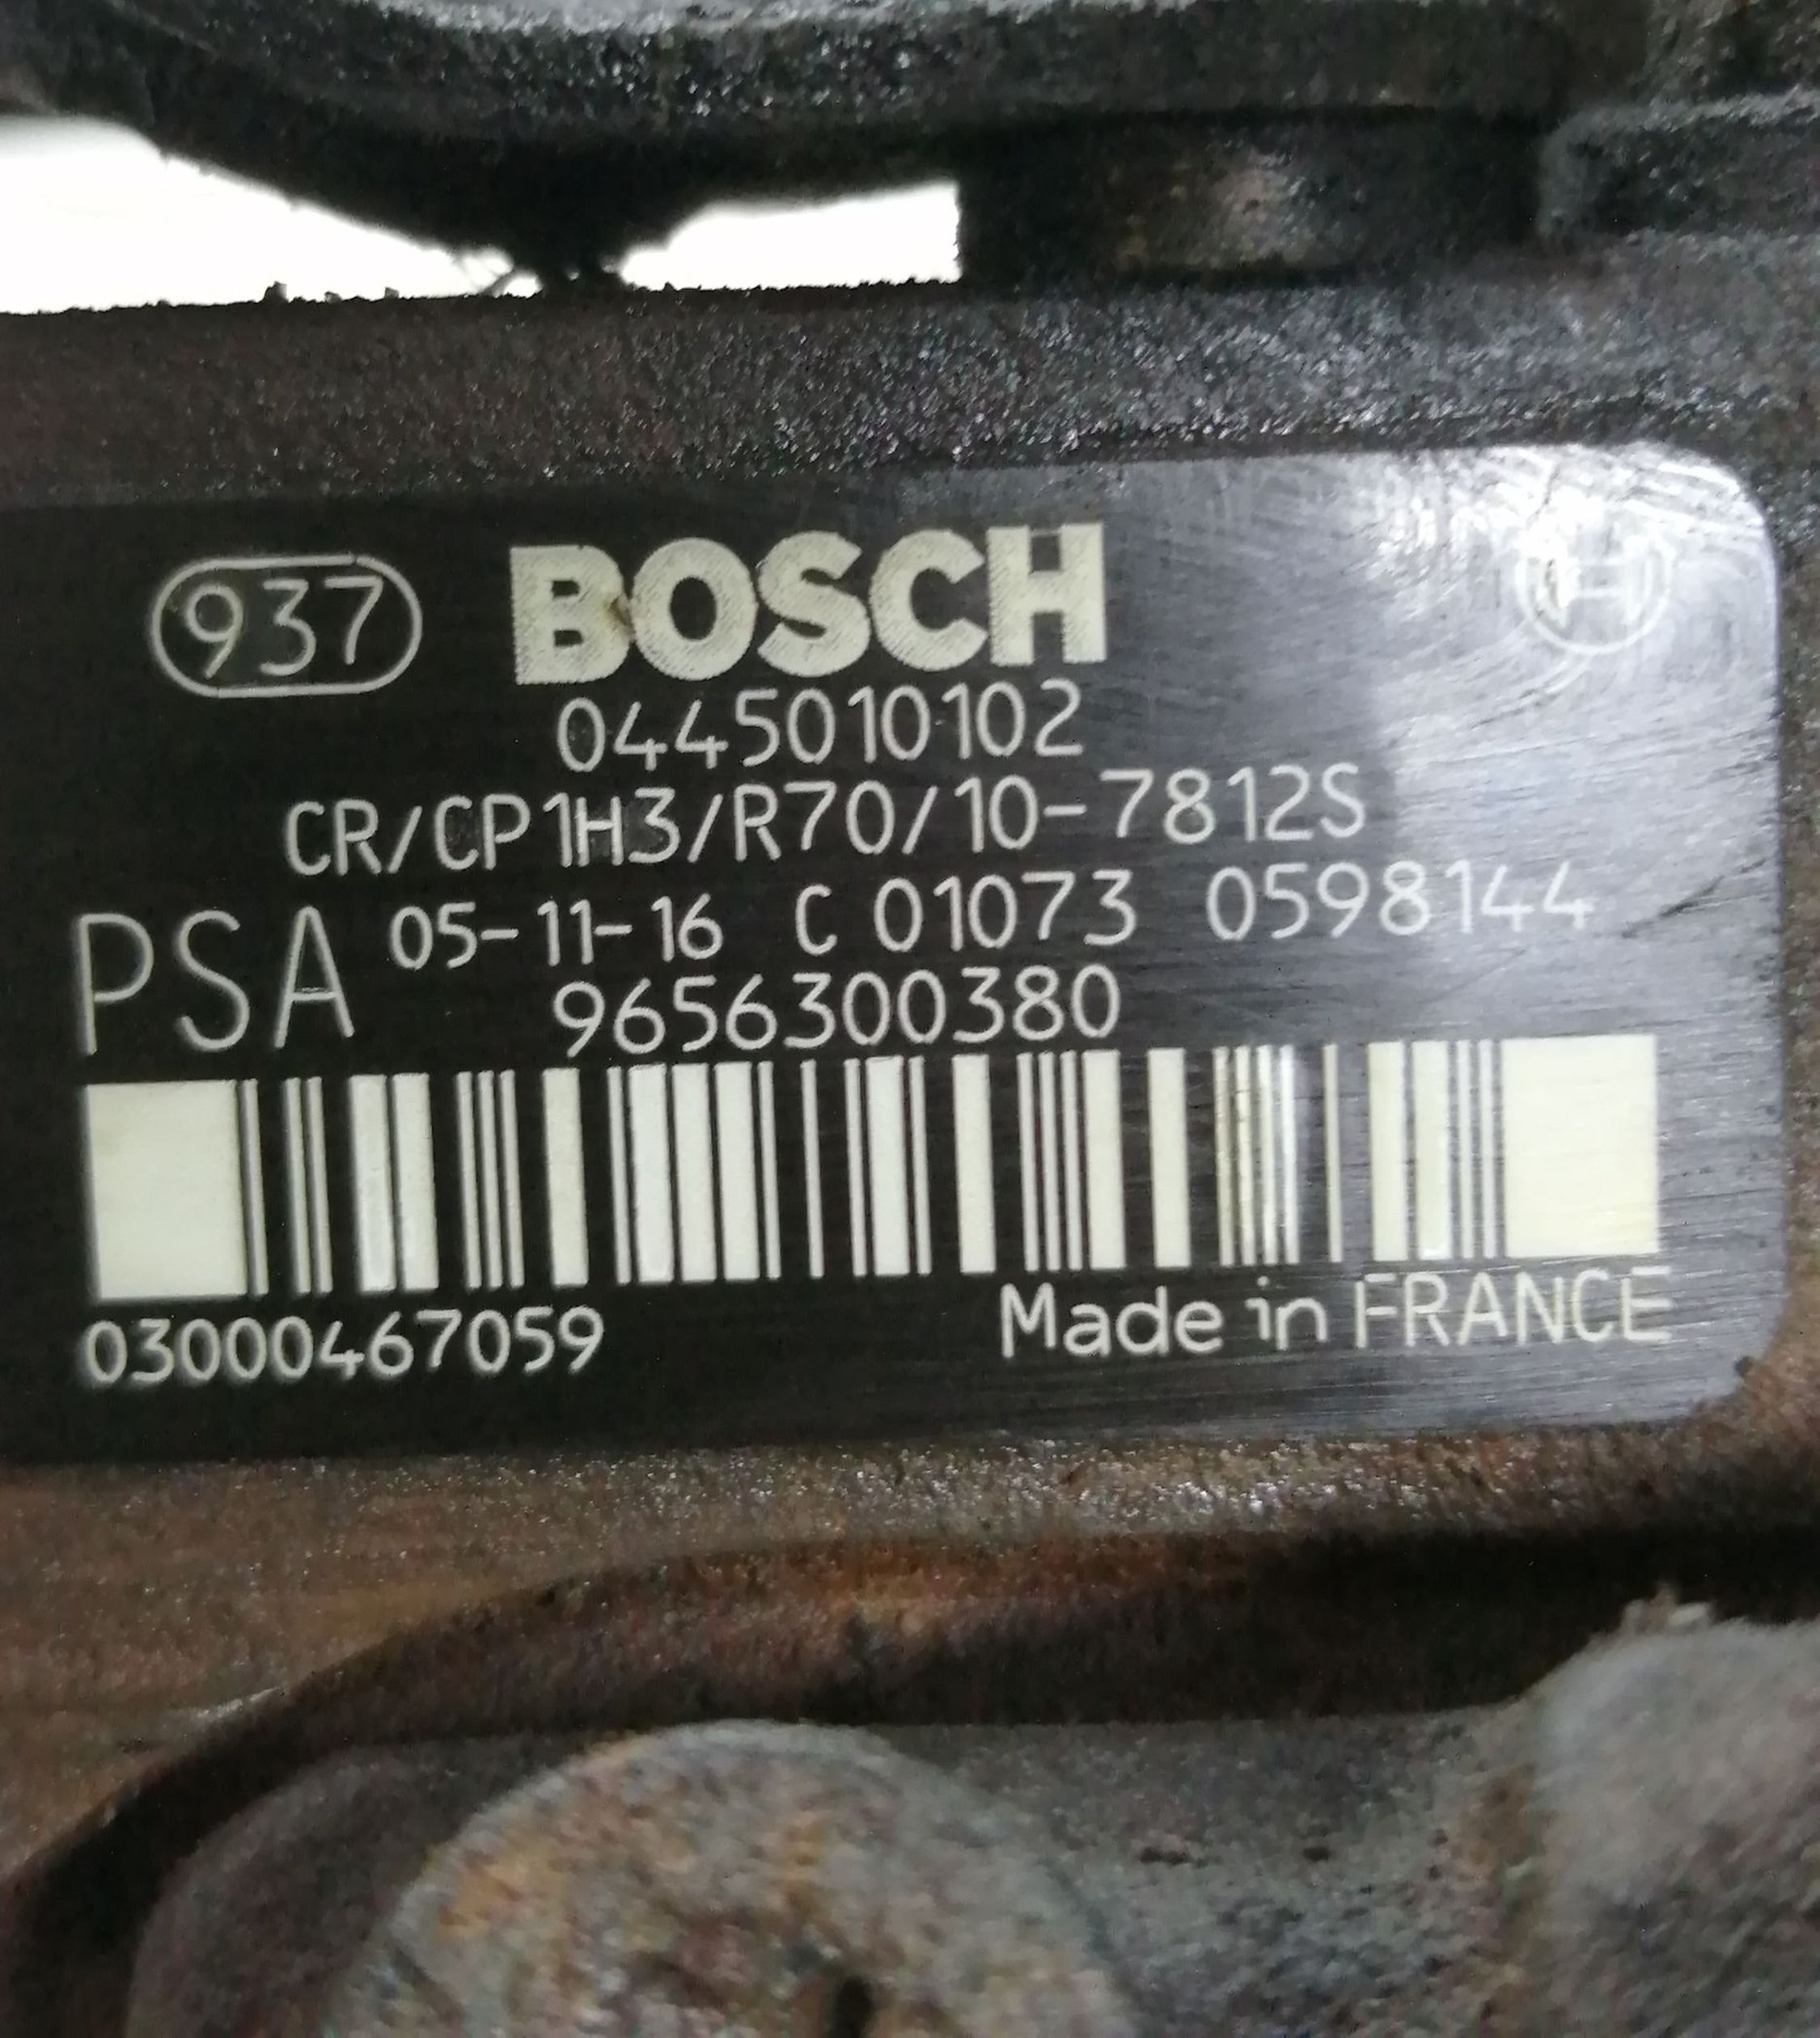 937 BOSCH
0445010102
CR/CP1H3/R70/10-7812S
PSA 05-11-16 C 01073 0598144
9656300380
03000467059 Made in FRANCE